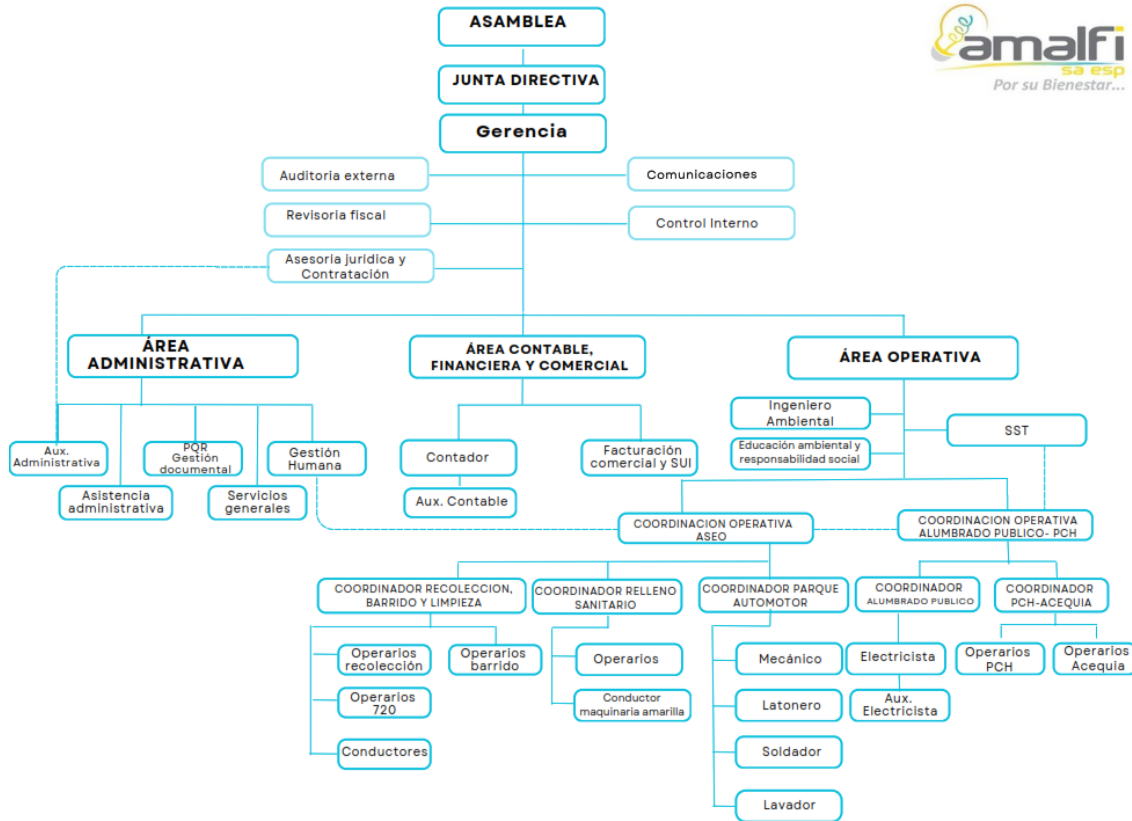 ASAMBLEA
amalfi
sa esp
Por su Bienestar...
JUNTA DIRECTIVA
Gerencia
Auditoria externa
Comunicaciones
Revisoria fiscal
Control Interno
Asesoria jurídica y
Contratación
ÁREA
ADMINISTRATIVA
ÁREA CONTABLE,
FINANCIERA Y COMERCIAL
ÁREA OPERATIVA
Ingeniero
Ambiental
SST
Educación ambiental y
responsabilidad social
Aux.
Administrativa
PQR
Gestión
documental
Gestión
Humana
Contador
Facturación
comercial y SUI
Asistencia
administrativa
Servicios
generales
Aux. Contable
COORDINACION OPERATIVA
ASEO
COORDINACION OPERATIVA
ALUMBRADO PUBLICO- PCH
COORDINADOR RECOLECCION,
BARRIDO Y LIMPIEZA
COORDINADOR RELLENO
SANITARIO
COORDINADOR PARQUE
AUTOMOTOR
COORDINADOR
ALUMBRADO PUBLICO
COORDINADOR
PCH-ACEQUIA
Operarios
recolección
Operarios
barrido
Operarios
Mecánico
Electricista
Operarios
PCH
Operarios
Acequia
Operarios
720
Conductor
maquinaria amarilla
Latonero
Aux.
Electricista
Conductores
Soldador
Lavador